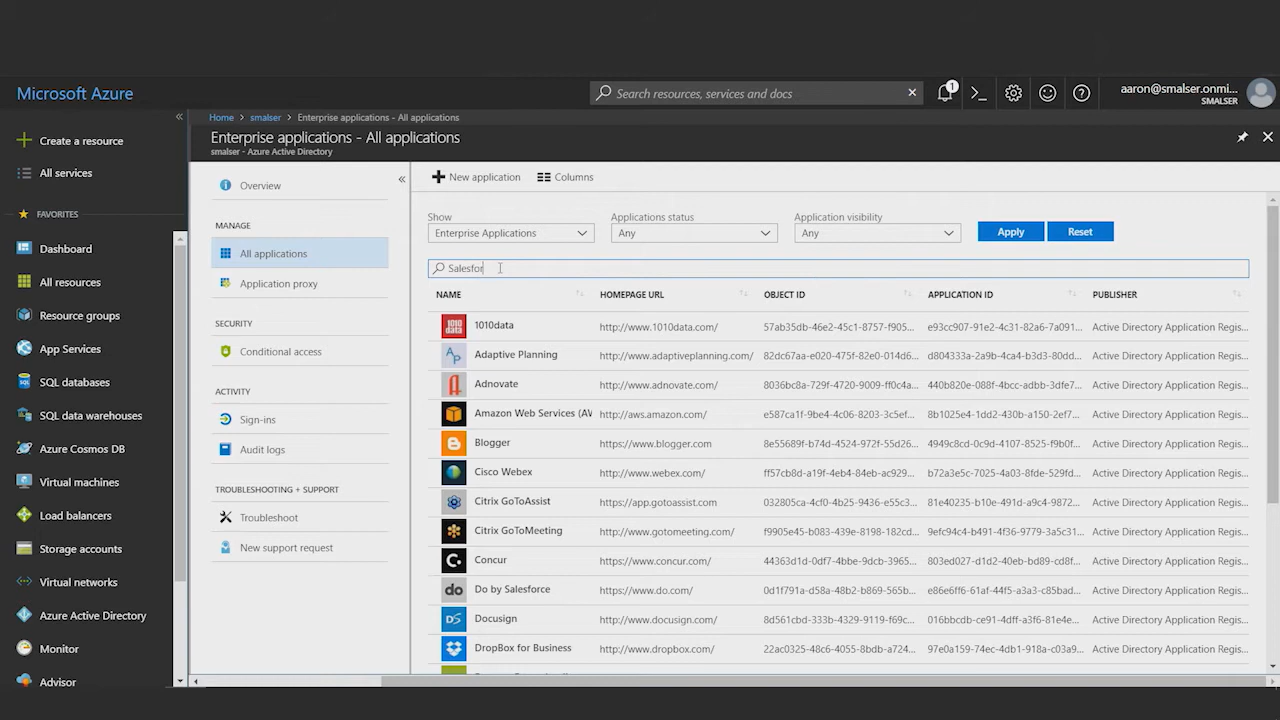 Microsoft Azure
Search resources, services and docs
1
aaron@smalser.onmi...
SMALSER
Create a resource
All services
FAVORITES
Dashboard
All resources
Resource groups
App Services
SQL databases
SQL data warehouses
Azure Cosmos DB
Virtual machines
Load balancers
Storage accounts
Virtual networks
Azure Active Directory
Monitor
Advisor
Home > smalser > Enterprise applications - All applications
Enterprise applications - All applications
smalser - Azure Active Directory
Overview
MANAGE
All applications
Application proxy
SECURITY
Conditional access
ACTIVITY
Sign-ins
Audit logs
TROUBLESHOOTING + SUPPORT
Troubleshoot
New support request
New application Columns
Show Applications status Application visibility
Enterprise Applications Any Any Apply Reset
Salesfor
NAME HOMEPAGE URL OBJECT ID APPLICATION ID PUBLISHER
1010data http://www.1010data.com/ 57ab35db-46e2-45c1-8757-f905... e93cc907-91e2-4c31-82a6-7a091... Active Directory Application Regis...
Adaptive Planning http://www.adaptiveplanning.com/ 82dc67aa-e020-475f-82e0-014d6... d804333a-2a9b-4ca4-b3d3-80dd... Active Directory Application Regis...
Adnovate http://www.adnovate.com/ 8036bc8a-729f-4720-9009-ff0c4a... 440b820e-088f-4bcc-adbb-3dfe7... Active Directory Application Regis...
Amazon Web Services (AW http://aws.amazon.com/ e587ca1f-9be4-4c06-8203-3c5ef... 8b1025e4-1dd2-430b-a150-2ef7... Active Directory Application Regis...
Blogger https://www.blogger.com 8e55689f-b74d-4524-972f-55d26... 4949c8cd-0c9d-4107-8525-f9b0f... Active Directory Application Regis...
Cisco Webex http://www.webex.com/ ff57cb8d-a19f-4eb4-84eb-ac929... b72a3e5c-7025-4a03-8fde-529fd... Active Directory Application Regis...
Citrix GoToAssist https://app.gotoassist.com 032805ca-4cf0-4b25-9436-e55c3... 81e40235-b10e-491d-a9c4-9872... Active Directory Application Regis...
Citrix GoToMeeting http://www.gotomeeting.com/ f9905e45-b083-439e-8198-182cd... 9efc94c4-b491-4f36-9779-3s1... Active Directory Application Regis...
Concur https://www.concur.com/ 44363d1d-0df7-4bbe-9dcb-3965... 803ed027-d1d2-40eb-bd89-cd8f... Active Directory Application Regis...
Do by Salesforce https://www.do.com/ 0d1f791a-d58a-48b2-b869-565b... e86e6ff6-61af-44f5-a3a3-c85bd... Active Directory Application Regis...
Docusign http://www.docusign.com/ 8d561cbd-333b-4329-9119-f69c... 016bbcdb-ce91-4dff-a3f6-81e4e... Active Directory Application Regis...
DropBox for Business http://www.dropbox.com/ 22ac0325-48c6-4055-8bdb-a72d... 97e0a159-74ec-4db1-918a-c03a9... Active Directory Application Regis...